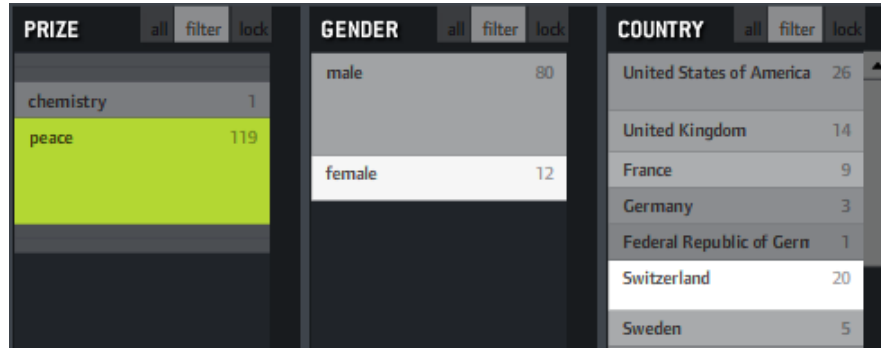 PRIZE all filter lock
chemistry 1
peace 119
GENDER all filter lock
male 80
female 12
COUNTRY all filter lock
United States of America 26
United Kingdom 14
France 9
Germany 3
Federal Republic of Germ 1
Switzerland 20
Sweden 5